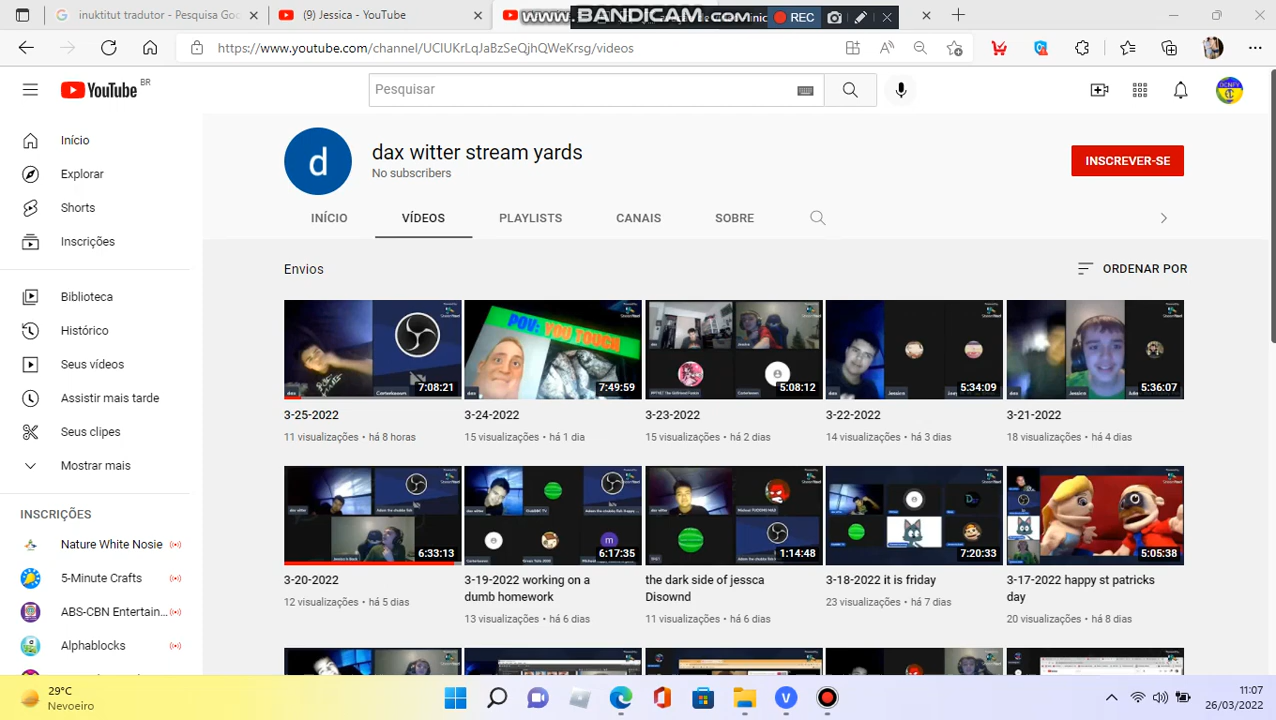 inuktitut tradutor - Pesquisa Goo
(9) Jessica - YouTube
www.BANDICAM.com
REC
https://www.youtube.com/channel/UCIUKrLqJaBzSeQjhQWeKrsg/videos
YouTube BR
Pesquisar
Início
Explorar
Shorts
Inscrições
Biblioteca
Histórico
Seus vídeos
Assistir mais tarde
Seus clipes
Mostrar mais
INSCRIÇÕES
Nature White Nosie
5-Minute Crafts
ABS-CBN Entertain...
Alphablocks
d
dax witter stream yards
No subscribers
INSCREVER-SE
INÍCIO VÍDEOS PLAYLISTS CANAIS SOBRE
Envios
ORDENAR POR
POV: YOU TOUCH
7:08:21 7:49:59 5:08:12 5:34:09 5:36:07
3-25-2022
11 visualizações • há 8 horas
3-24-2022
15 visualizações • há 1 dia
3-23-2022
15 visualizações • há 2 dias
3-22-2022
14 visualizações • há 3 dias
3-21-2022
18 visualizações • há 4 dias
6:33:13 6:17:35 1:14:48 7:20:33 5:05:38
3-20-2022
12 visualizações • há 5 dias
3-19-2022 working on a
dumb homework
13 visualizações • há 6 dias
the dark side of jessca
Disownd
11 visualizações • há 6 dias
3-18-2022 it is friday
23 visualizações • há 7 dias
3-17-2022 happy st patricks
day
20 visualizações • há 8 dias
29°C
Nevoeiro
11:07
26/03/2022